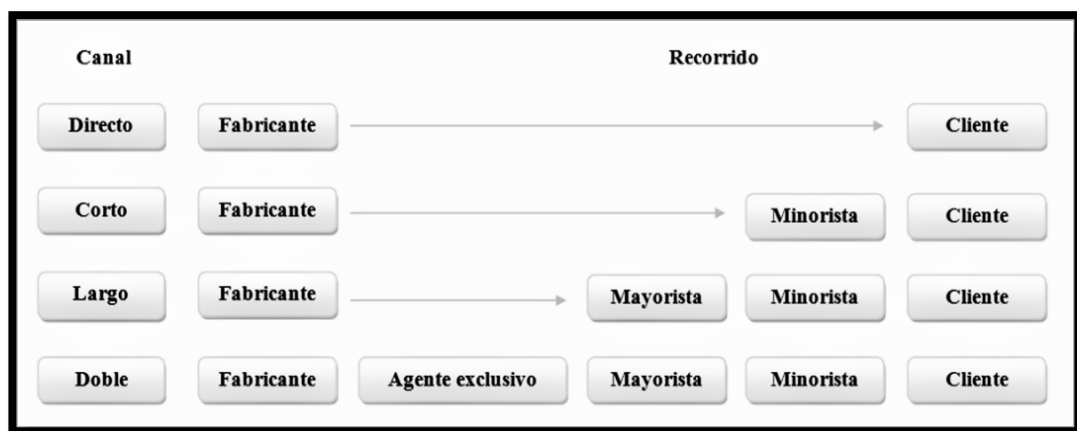 Canal Recorrido
Directo Fabricante Cliente
Corto Fabricante Minorista Cliente
Largo Fabricante Mayorista Minorista Cliente
Doble Fabricante Agente exclusivo Mayorista Minorista Cliente